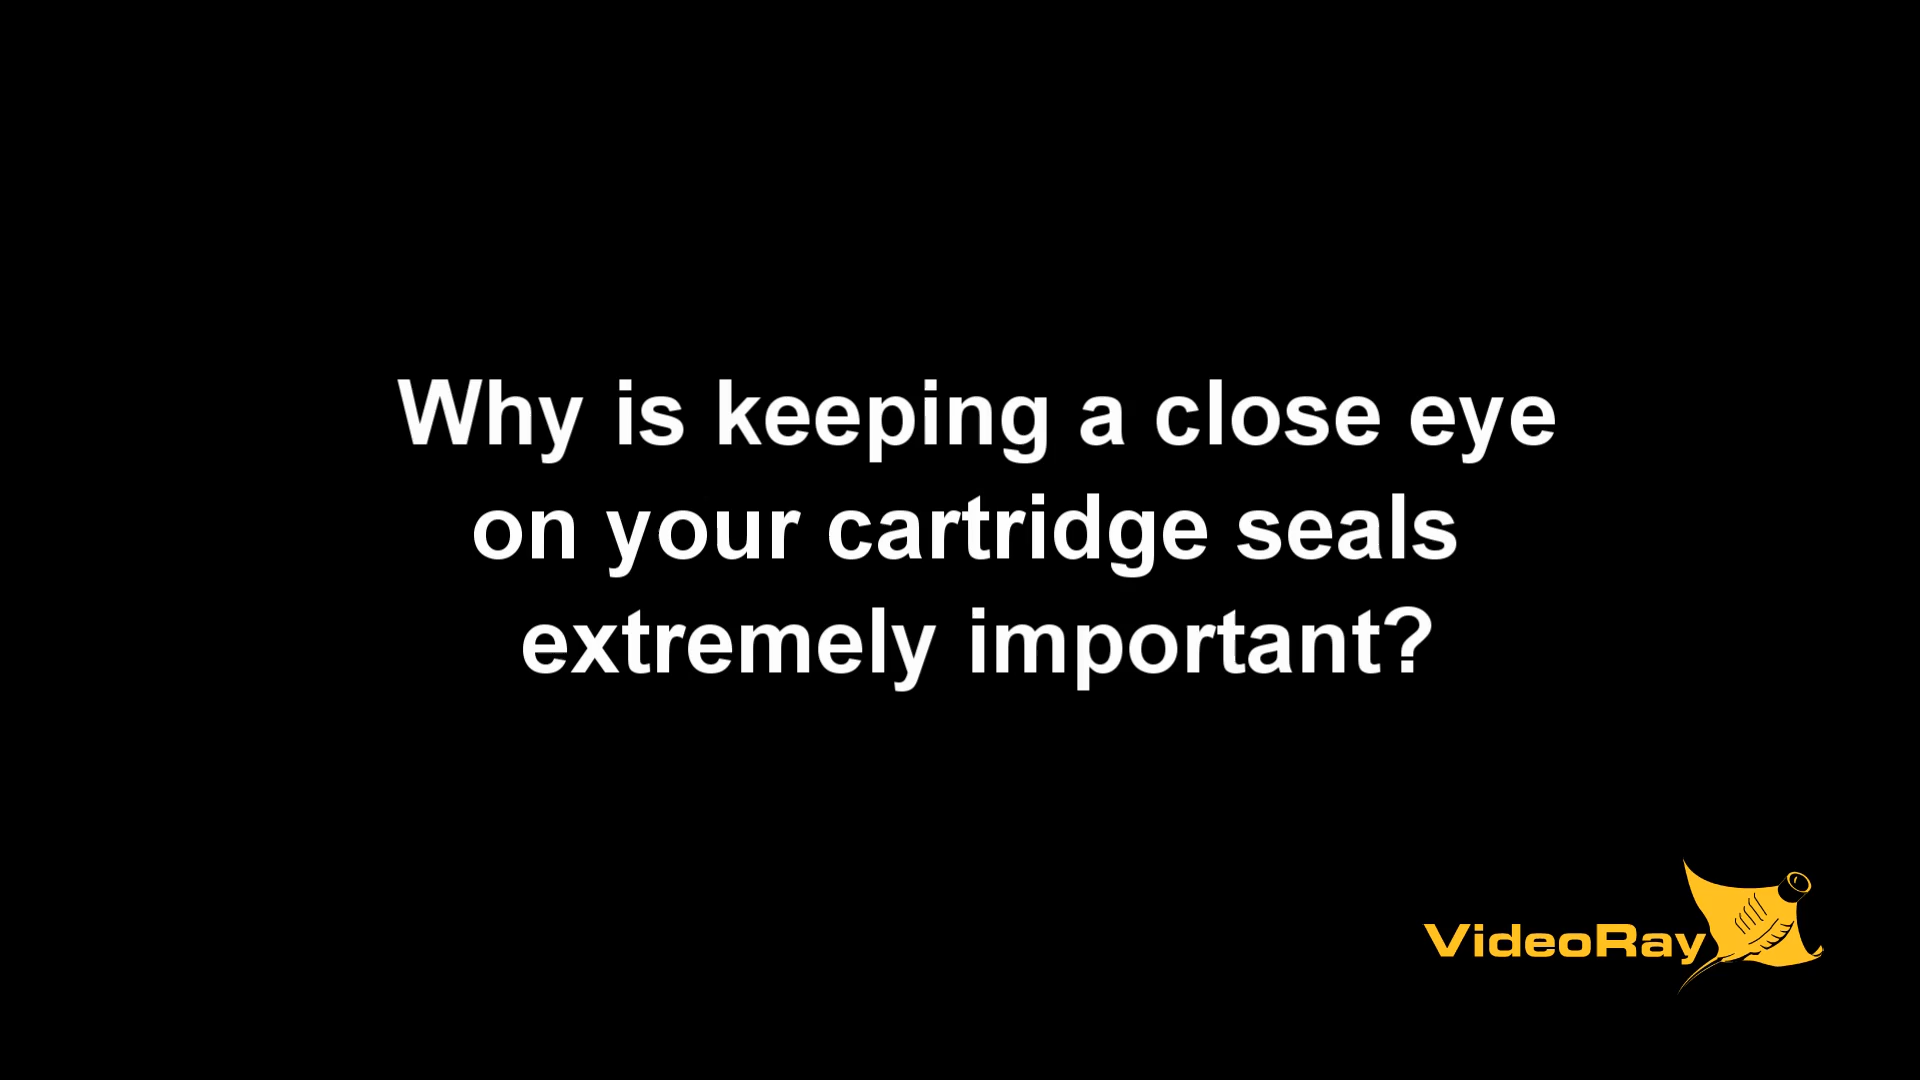 Why is keeping a close eye
on your cartridge seals
extremely important?
VideoRay